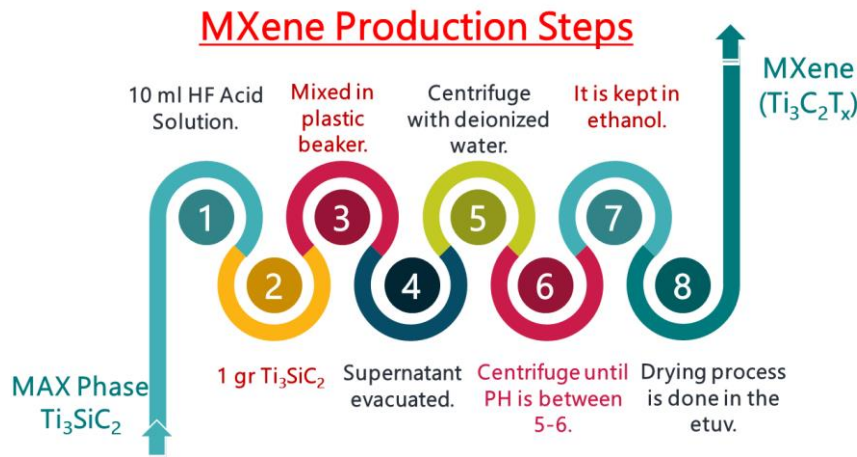 MXene Production Steps
MAX Phase
Ti₃SiC₂
10 ml HF Acid
Solution.
1
2
1 gr Ti₃SiC₂
Mixed in
plastic
beaker.
3
4
Supernatant
evacuated.
Centrifuge
with deionized
water.
5
6
Centrifuge until
PH is between
5-6.
It is kept in
ethanol.
7
8
Drying process
is done in the
etuv.
MXene
(Ti₃C₂Tₓ)